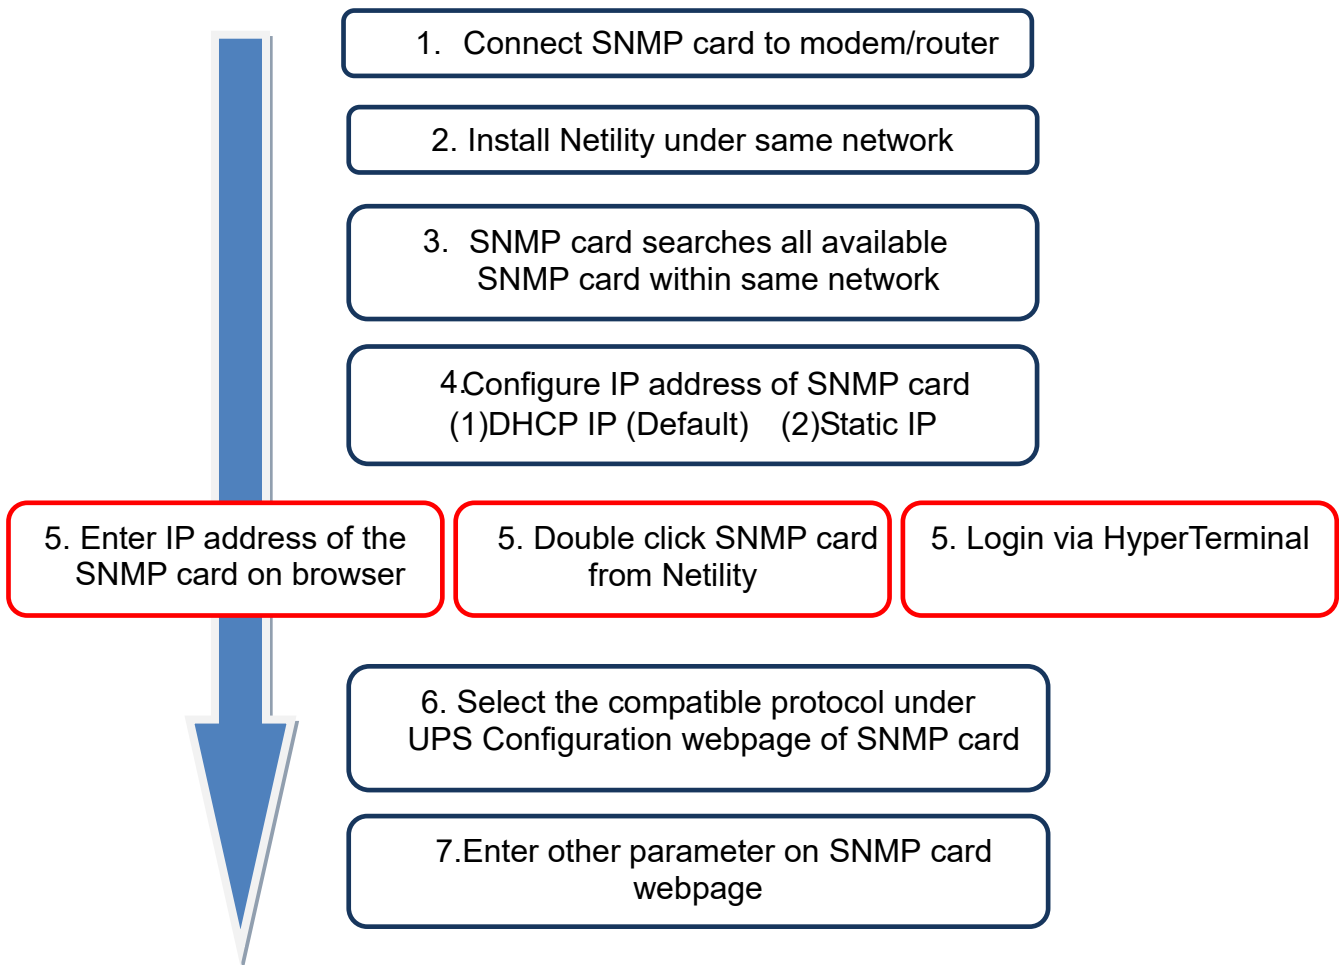 1. Connect SNMP card to modem/router
2. Install Netility under same network
3. SNMP card searches all available
SNMP card within same network
4.Configure IP address of SNMP card
(1)DHCP IP (Default) (2)Static IP
5. Enter IP address of the
SNMP card on browser
5. Double click SNMP card
from Netility
5. Login via HyperTerminal
6. Select the compatible protocol under
UPS Configuration webpage of SNMP card
7.Enter other parameter on SNMP card
webpage